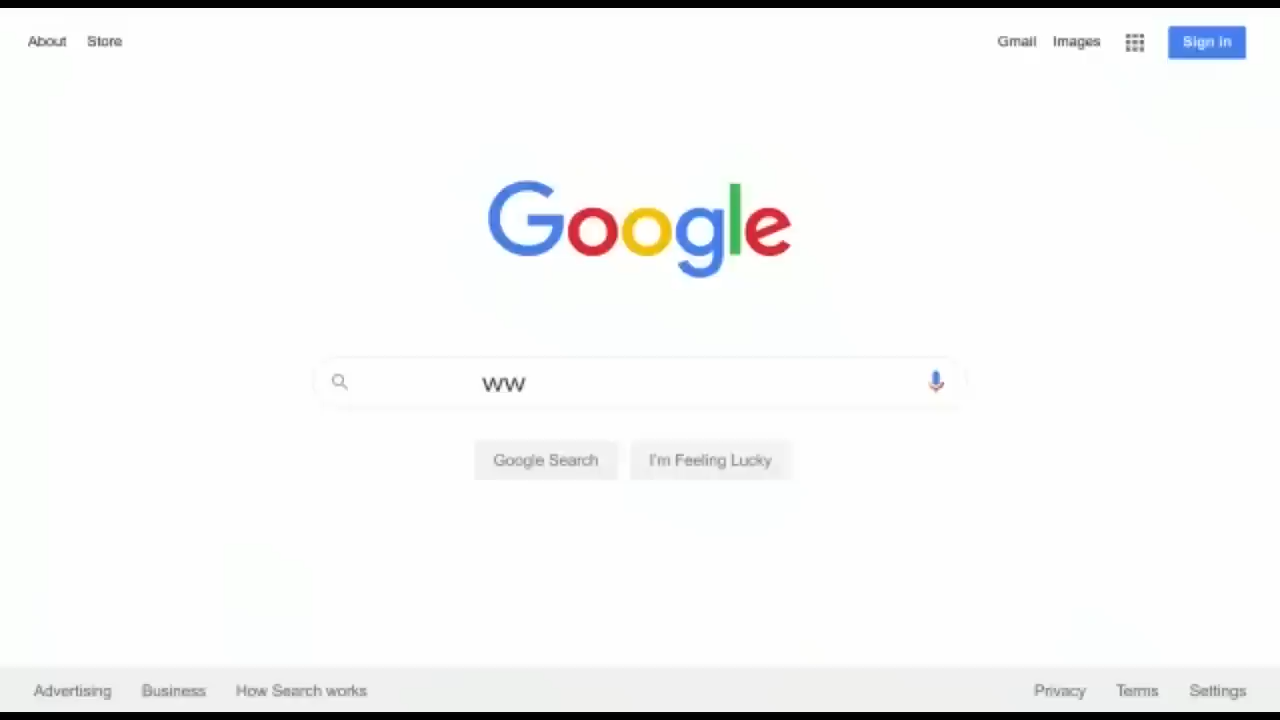 About Store Gmail Images Sign in
Google
ww
Google Search I'm Feeling Lucky
Advertising Business How Search works Privacy Terms Settings